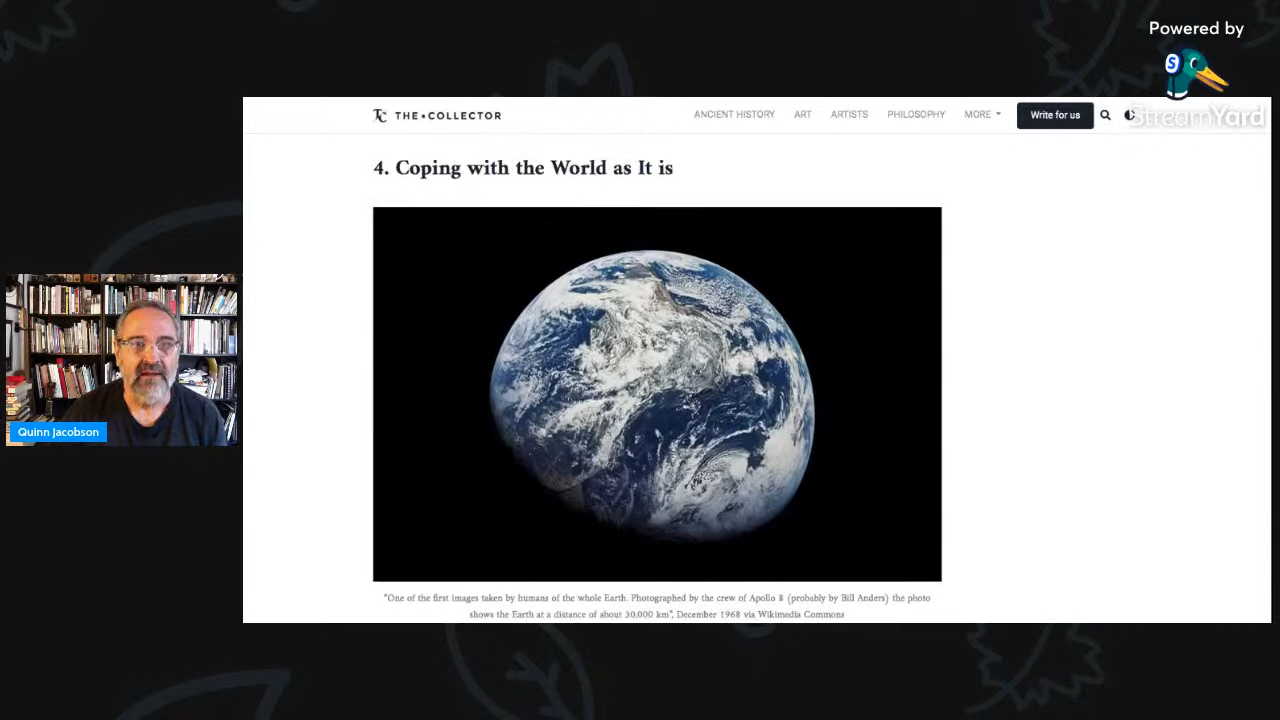 Powered by
S
StreamYard
TC THE•COLLECTOR
ANCIENT HISTORY ART ARTISTS PHILOSOPHY MORE Write for us
4. Coping with the World as It is
Quinn Jacobson
"One of the first images taken by humans of the whole Earth. Photographed by the crew of Apollo 8 (probably by Bill Anders) the photo
shows the Earth at a distance of about 30,000 km", December 1968 via Wikimedia Commons